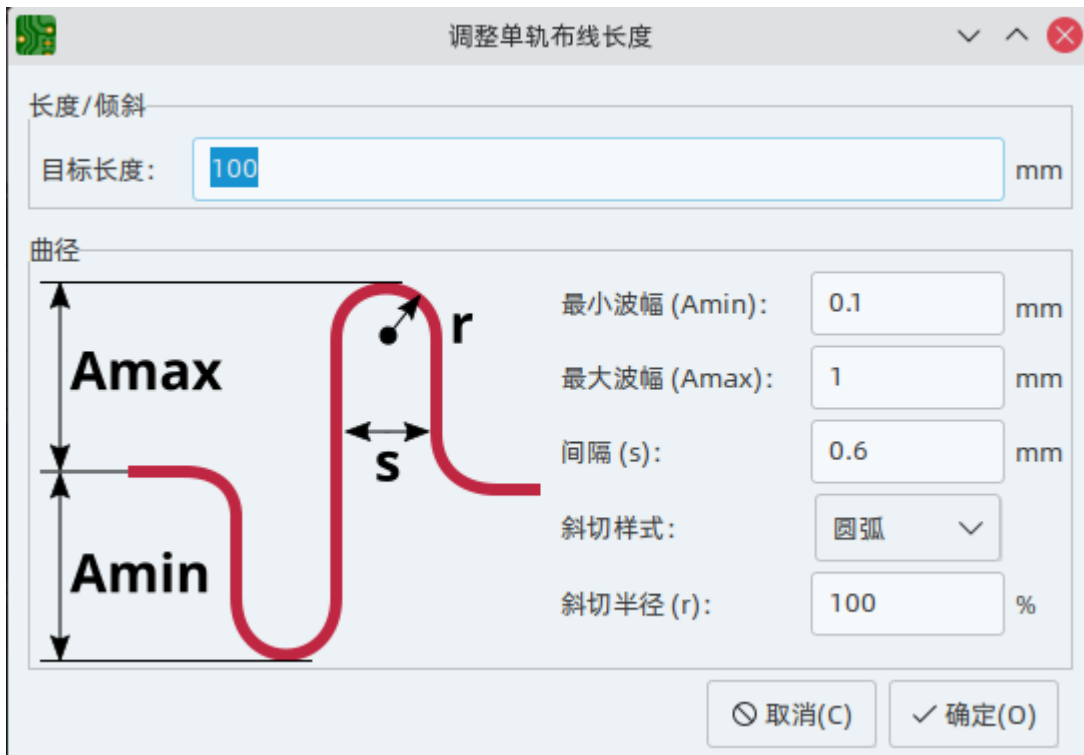 调整单轨布线长度
长度/倾斜
目标长度： 100 mm
曲径
Amax
r
s
Amin
最小波幅 (Amin)： 0.1 mm
最大波幅 (Amax)： 1 mm
间隔 (s)： 0.6 mm
斜切样式： 圆弧
斜切半径 (r)： 100 %
取消(C) 确定(O)